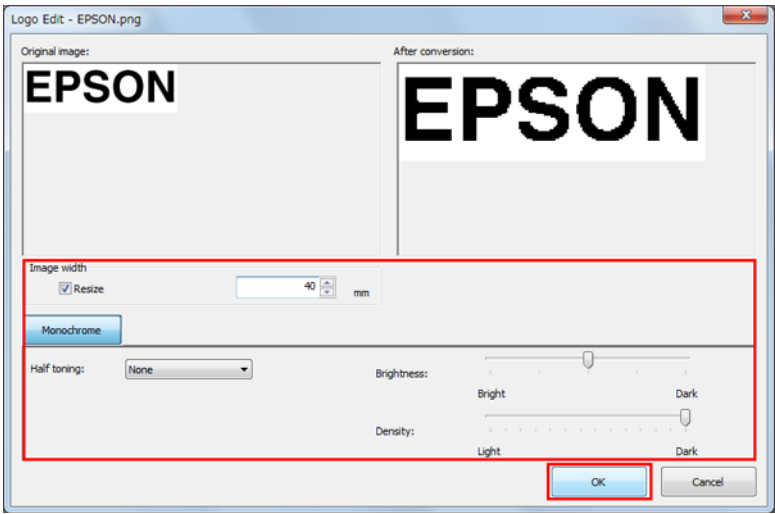 Logo Edit - EPSON.png
Original image:
After conversion:
EPSON
EPSON
Image width
Resize
40
mm
Monochrome
Half toning:
None
Brightness:
Bright
Dark
Density:
Light
Dark
OK
Cancel